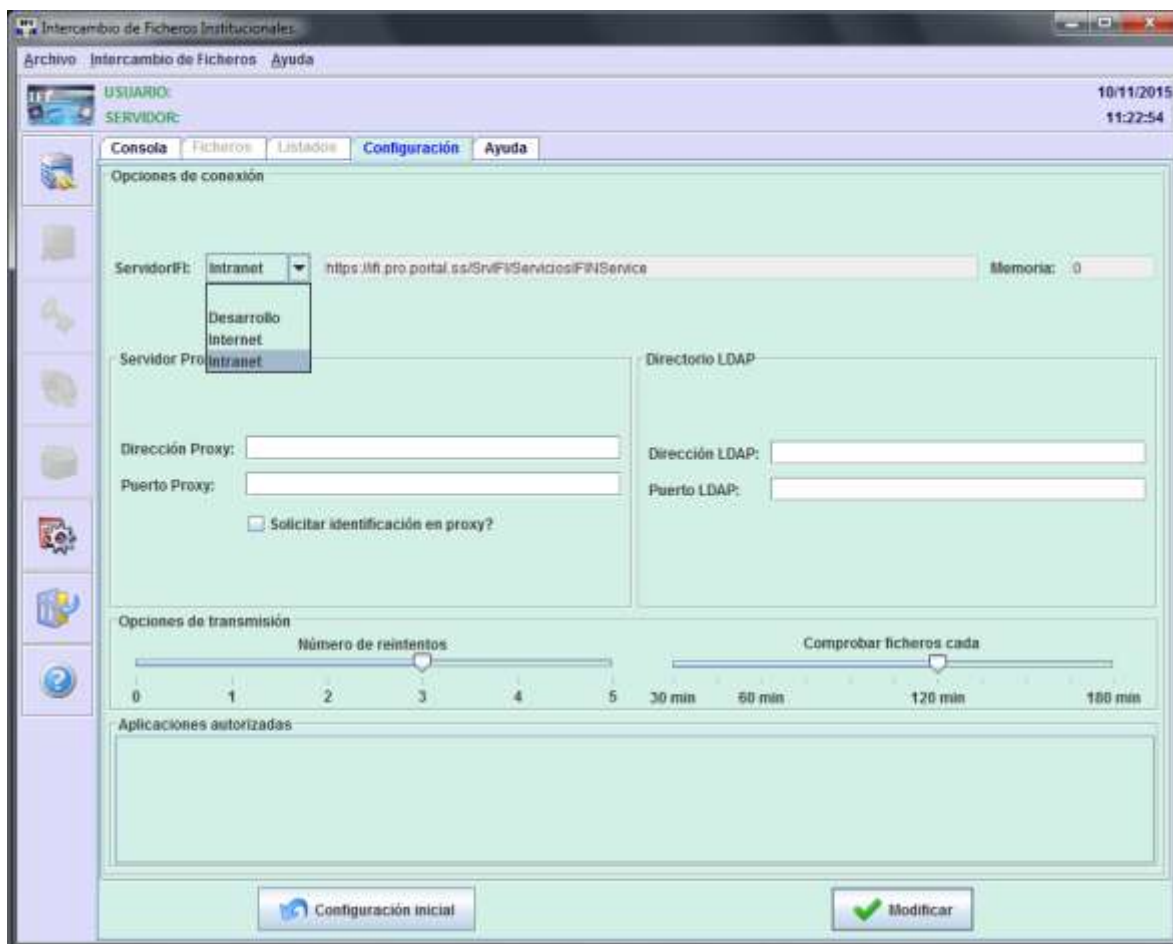 Intercambio de Ficheros Institucionales
Archivo Intercambio de Ficheros Ayuda
USUARIO: 10/11/2015
SERVIDOR: 11:22:54
Consola Ficheros Listados Configuración Ayuda
Opciones de conexión
ServidorIFI: Intranet https://ifi.pro.portal.ss/SrvIFI/ServiciosIFINService Memoria: 0
Desarrollo
Internet
Intranet
Servidor Pro Directorio LDAP
Dirección Proxy: Dirección LDAP:
Puerto Proxy: Puerto LDAP:
Solicitar identificación en proxy?
Opciones de transmisión
Número de reintentos Comprobar ficheros cada
0 1 2 3 4 5 30 min 60 min 120 min 180 min
Aplicaciones autorizadas
Configuración inicial Modificar